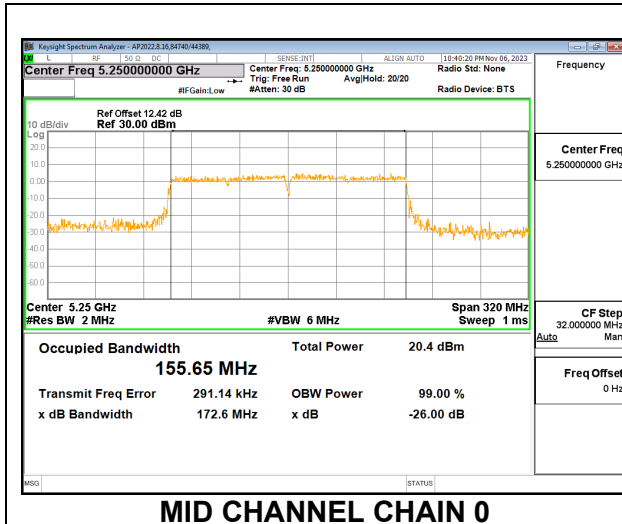 Keysight Spectrum Analyzer - AP2022.8.16,84740/44389,
LXI L RF 50 Ω DC SENSE:INT ALIGN AUTO 10:40:20 PM Nov 06, 2023
Center Freq 5.250000000 GHz Center Freq: 5.250000000 GHz Radio Std: None Frequency
Trig: Free Run Avg|Hold: 20/20
#IFGain:Low #Atten: 30 dB Radio Device: BTS
Ref Offset 12.42 dB
10 dB/div Ref 30.00 dBm
Log
20.0
10.0
0.00
-10.0
-20.0
-30.0
-40.0
-50.0
-60.0
Center Freq
5.250000000 GHz
Center 5.25 GHz Span 320 MHz
#Res BW 2 MHz #VBW 6 MHz Sweep 1 ms
CF Step
32.000000 MHz
Auto Man
Occupied Bandwidth Total Power 20.4 dBm
155.65 MHz
Transmit Freq Error 291.14 kHz OBW Power 99.00 %
x dB Bandwidth 172.6 MHz x dB -26.00 dB
Freq Offset
0 Hz
MSG STATUS
MID CHANNEL CHAIN 0